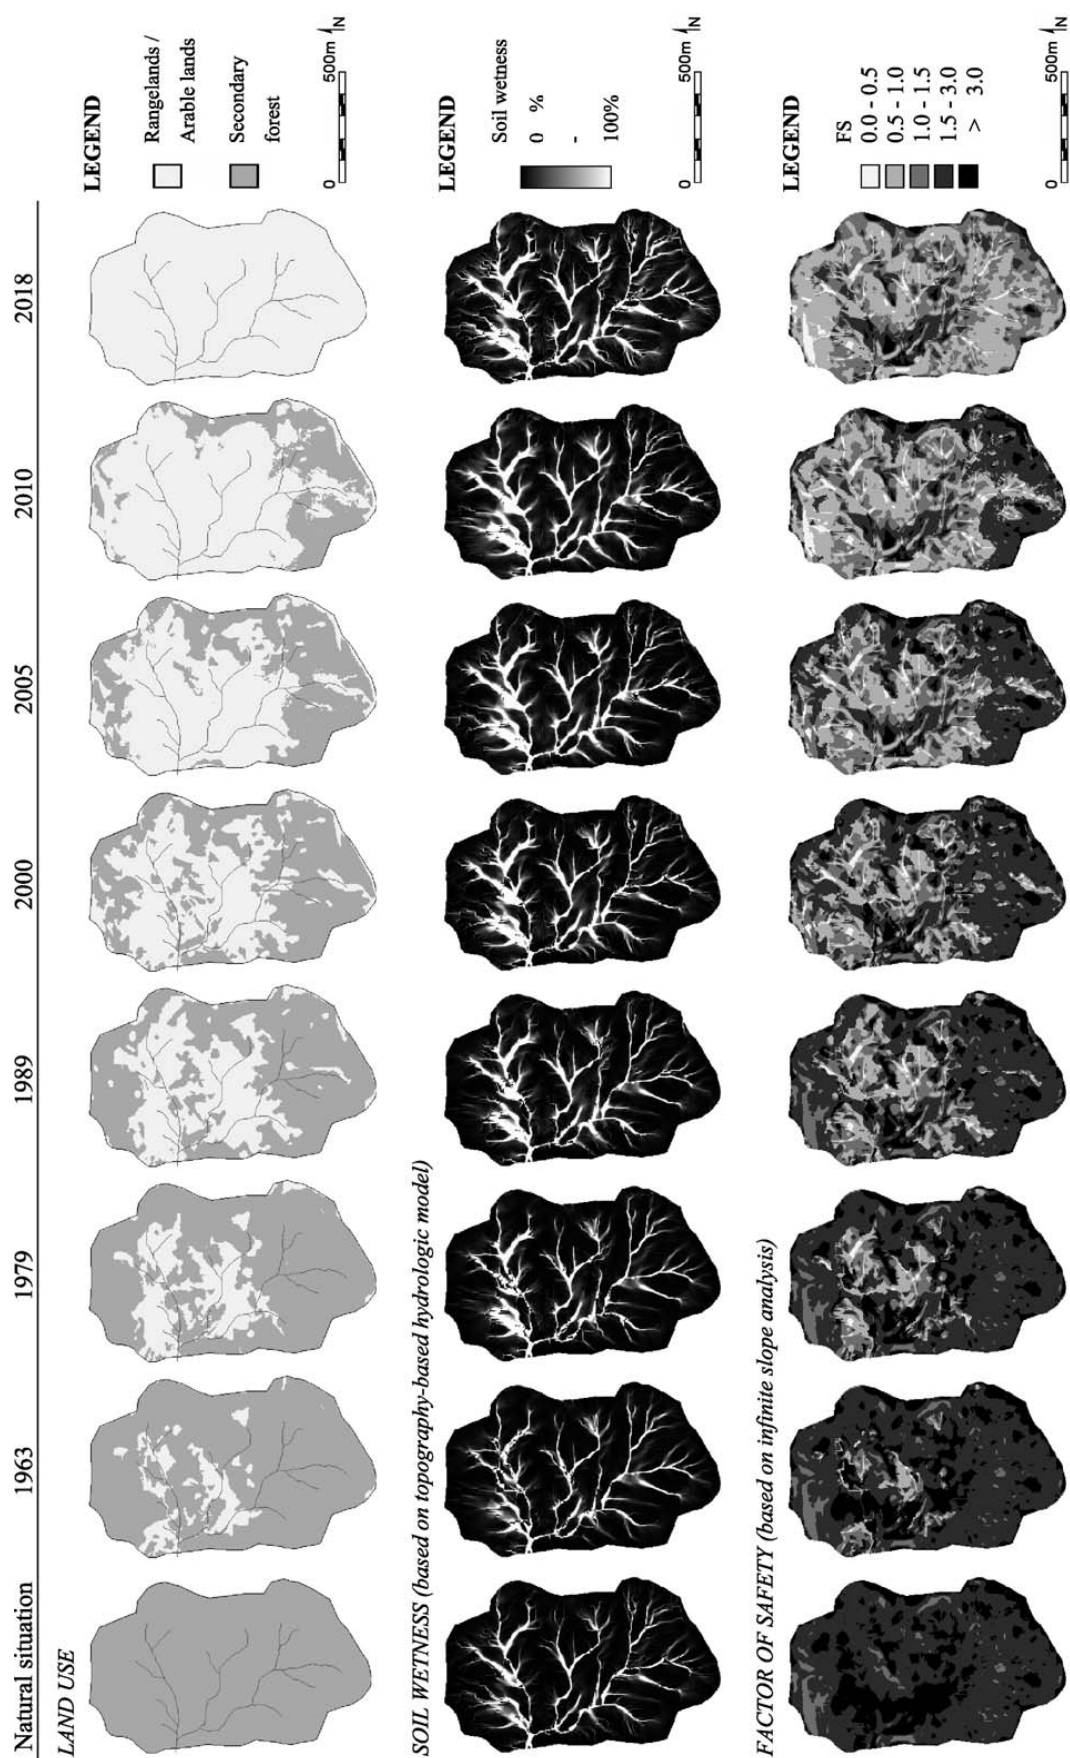 Natural situation 1963 1979 1989 2000 2005 2010 2018
LAND USE
LEGEND
Rangelands /
Arable lands
Secondary
forest
0 500m N
SOIL WETNESS (based on topography-based hydrologic model)
LEGEND
Soil wetness
0 %
-
100%
0 500m N
FACTOR OF SAFETY (based on infinite slope analysis)
LEGEND
FS
0.0 - 0.5
0.5 - 1.0
1.0 - 1.5
1.5 - 3.0
> 3.0
0 500m N